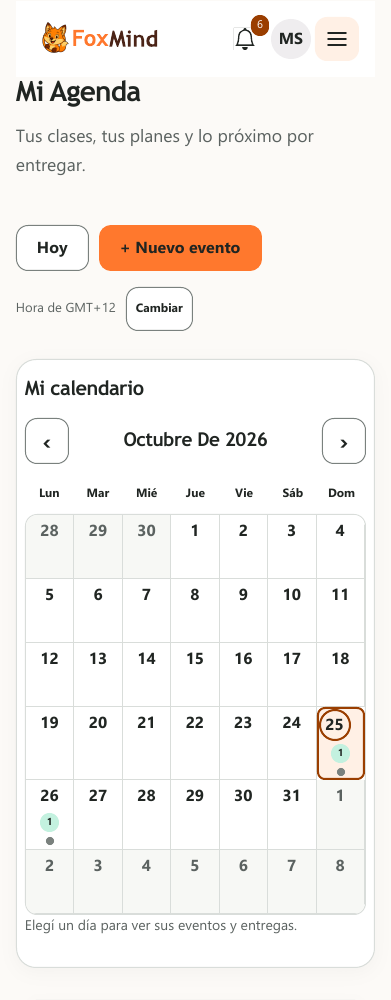 FoxMind
6
MS
Mi Agenda
Tus clases, tus planes y lo próximo por
entregar.
Hoy
+ Nuevo evento
Hora de GMT+12
Cambiar
Mi calendario
‹
Octubre De 2026
›
Lun Mar Mié Jue Vie Sáb Dom
28 29 30 1 2 3 4
5 6 7 8 9 10 11
12 13 14 15 16 17 18
19 20 21 22 23 24 25
1
26 27 28 29 30 31 1
1
2 3 4 5 6 7 8
Elegí un día para ver sus eventos y entregas.